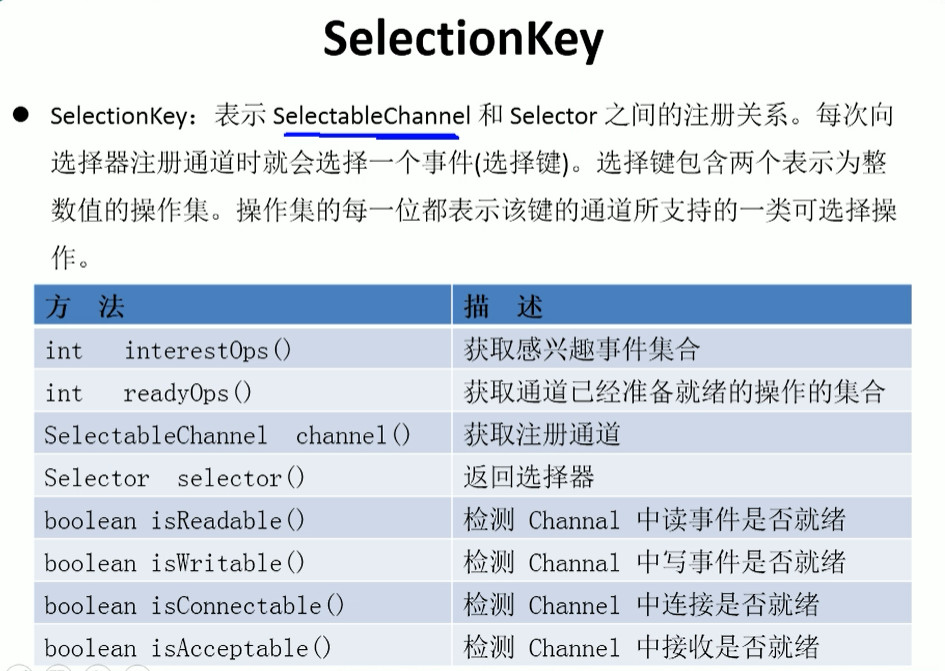 SelectionKey
● SelectionKey：表示 SelectableChannel 和 Selector 之间的注册关系。每次向
选择器注册通道时就会选择一个事件(选择键)。选择键包含两个表示为整
数值的操作集。操作集的每一位都表示该键的通道所支持的一类可选择操
作。
方 法 描 述
int interestOps() 获取感兴趣事件集合
int readyOps() 获取通道已经准备就绪的操作的集合
SelectableChannel channel() 获取注册通道
Selector selector() 返回选择器
boolean isReadable() 检测 Channal 中读事件是否就绪
boolean isWritable() 检测 Channal 中写事件是否就绪
boolean isConnectable() 检测 Channel 中连接是否就绪
boolean isAcceptable() 检测 Channel 中接收是否就绪